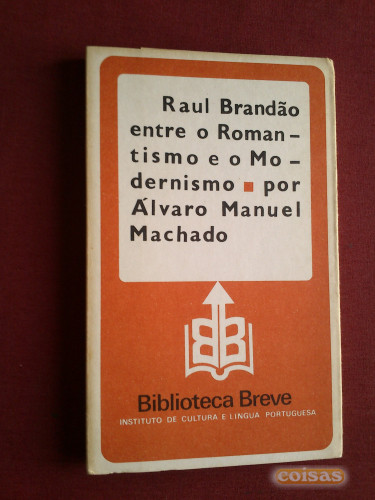 Raul Brandão
entre o Roman-
tismo e o Mo-
dernismo ▪ por
Álvaro Manuel
Machado
BB
Biblioteca Breve
INSTITUTO DE CULTURA E LÍNGUA PORTUGUESA
coisas